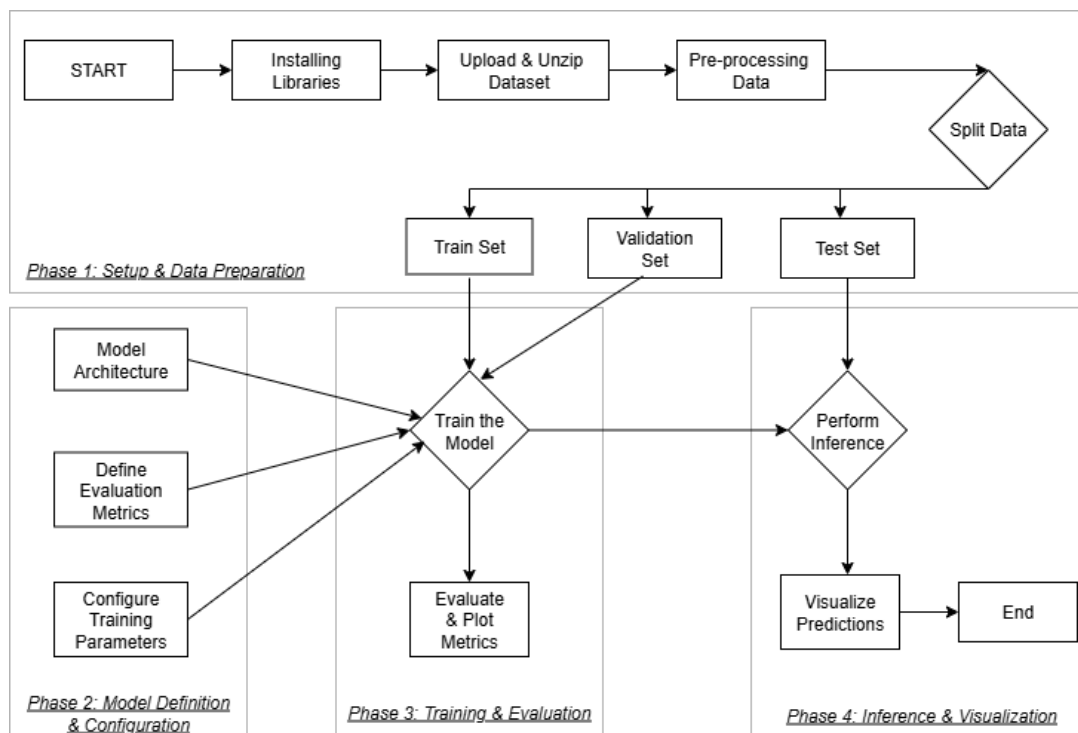 START
Installing
Libraries
Upload & Unzip
Dataset
Pre-processing
Data
Split Data
Train Set
Validation
Set
Test Set
Phase 1: Setup & Data Preparation
Model
Architecture
Define
Evaluation
Metrics
Configure
Training
Parameters
Phase 2: Model Definition
& Configuration
Train the
Model
Evaluate
& Plot
Metrics
Phase 3: Training & Evaluation
Perform
Inference
Visualize
Predictions
End
Phase 4: Inference & Visualization